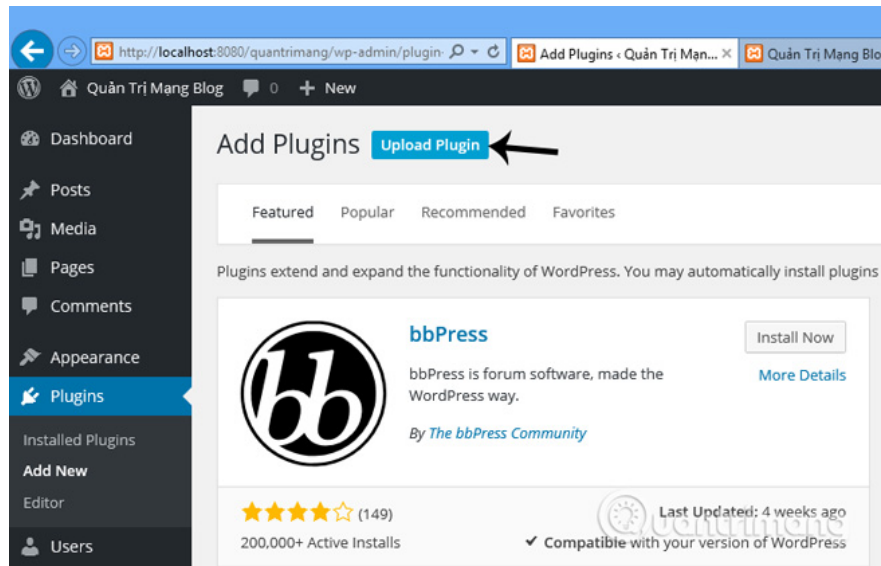 http://localhost:8080/quantrimang/wp-admin/plugin-
Add Plugins ‹ Quản Trị Mạn...
Quản Trị Mạng Blo
Quản Trị Mạng Blog 0 + New
Dashboard
Posts
Media
Pages
Comments
Appearance
Plugins
Installed Plugins
Add New
Editor
Users
Add Plugins Upload Plugin
Featured Popular Recommended Favorites
Plugins extend and expand the functionality of WordPress. You may automatically install plugins
bb
bbPress
Install Now
bbPress is forum software, made the
WordPress way.
More Details
By The bbPress Community
(149)
200,000+ Active Installs
Last Updated: 4 weeks ago
✔ Compatible with your version of WordPress
Quantrimang